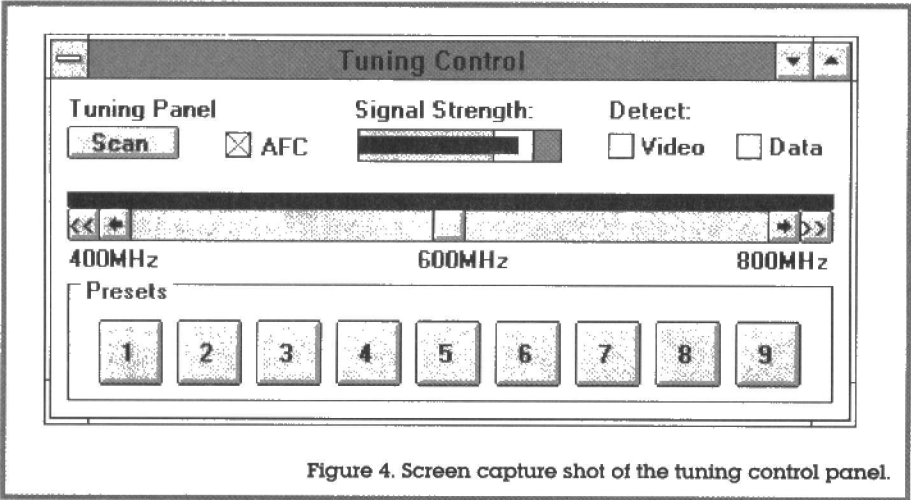 Tuning Control
Tuning Panel Signal Strength: Detect:
Scan AFC Video Data
<< >>
400MHz 600MHz 800MHz
Presets
1 2 3 4 5 6 7 8 9
Figure 4. Screen capture shot of the tuning control panel.